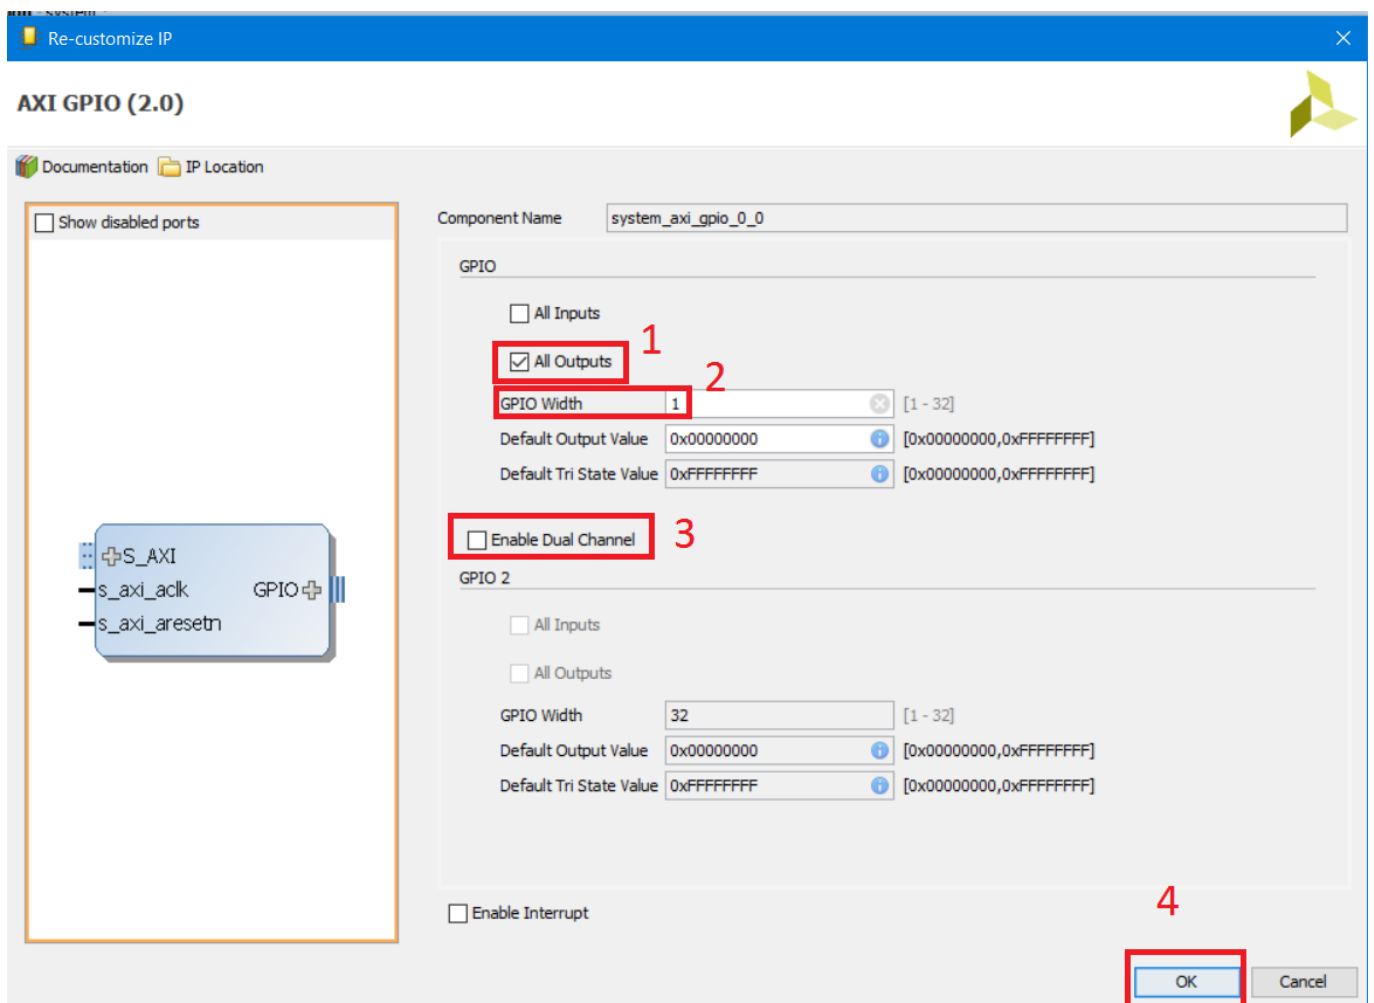 Re-customize IP
AXI GPIO (2.0)
Documentation IP Location
Show disabled ports
S_AXI
s_axi_aclk
s_axi_aresetn
GPIO
Component Name system_axi_gpio_0_0
GPIO
All Inputs
All Outputs 1
GPIO Width 1 [1 - 32] 2
Default Output Value 0x00000000 [0x00000000,0xFFFFFFFF]
Default Tri State Value 0xFFFFFFFF [0x00000000,0xFFFFFFFF]
Enable Dual Channel 3
GPIO 2
All Inputs
All Outputs
GPIO Width 32 [1 - 32]
Default Output Value 0x00000000 [0x00000000,0xFFFFFFFF]
Default Tri State Value 0xFFFFFFFF [0x00000000,0xFFFFFFFF]
Enable Interrupt
4
OK Cancel